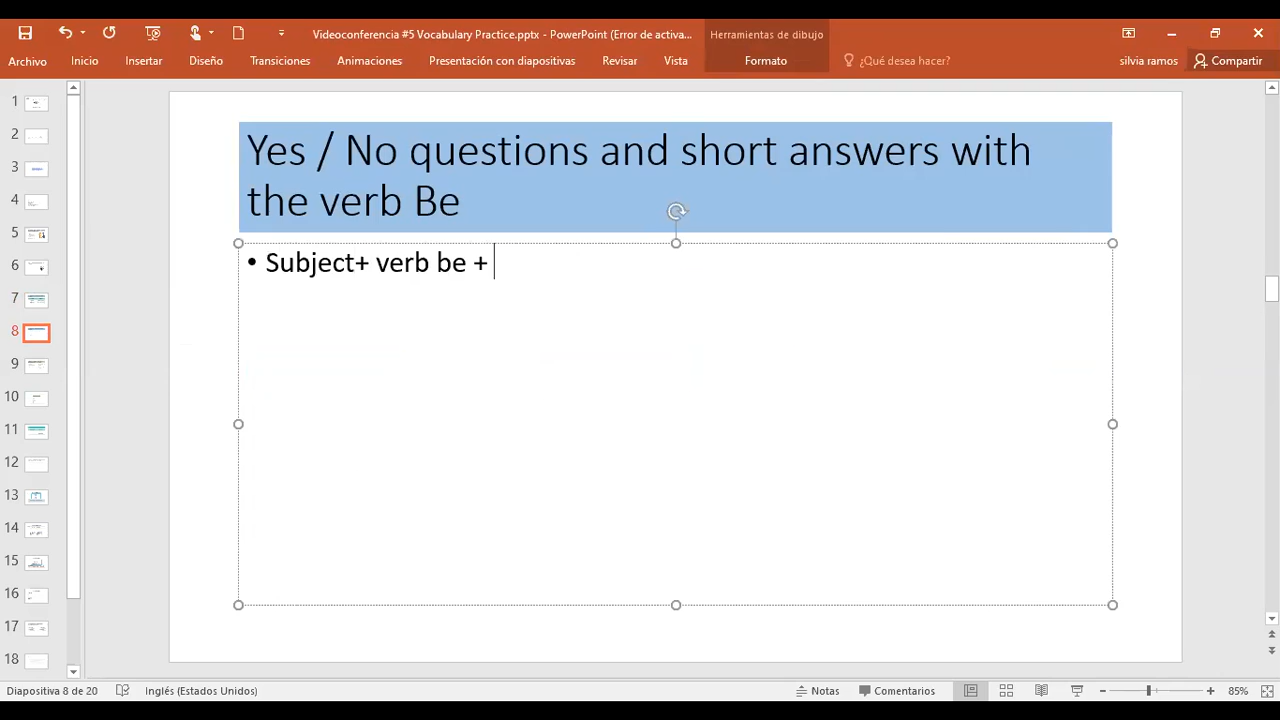 Videoconferencia #5 Vocabulary Practice.pptx - PowerPoint (Error de activa...
Herramientas de dibujo
Archivo Inicio Insertar Diseño Transiciones Animaciones Presentación con diapositivas Revisar Vista Formato ¿Qué desea hacer? silvia ramos Compartir
Yes / No questions and short answers with
the verb Be
• Subject+ verb be +
1
2
3
4
5
6
7
8
9
10
11
12
13
14
15
16
17
18
Diapositiva 8 de 20 Inglés (Estados Unidos) Notas Comentarios 85%